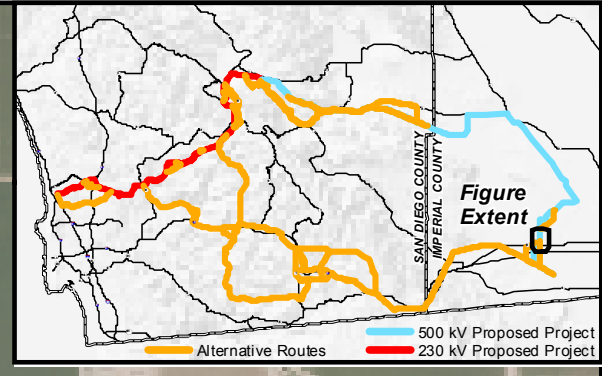 SAN DIEGO COUNTY
IMPERIAL COUNTY
Figure
Extent
500 kV Proposed Project
Alternative Routes
230 kV Proposed Project